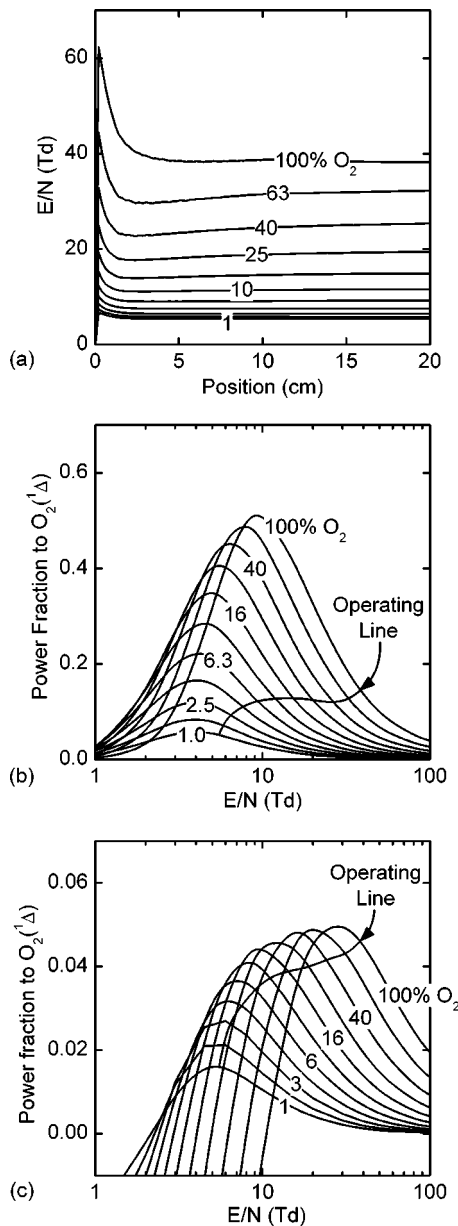 60
40
20
0
E/N (Td)
100% O₂
63
40
25
10
1
0 5 10 15 20
(a)
Position (cm)
0.6
0.4
0.2
0.0
Power Fraction to O₂(¹Δ)
100% O₂
40
16
6.3
2.5
1.0
Operating
Line
1 10 100
(b)
E/N (Td)
0.06
0.04
0.02
0.00
Power fraction to O₂(¹Δ)
Operating
Line
100% O₂
40
16
6
3
1
1 10 100
(c)
E/N (Td)